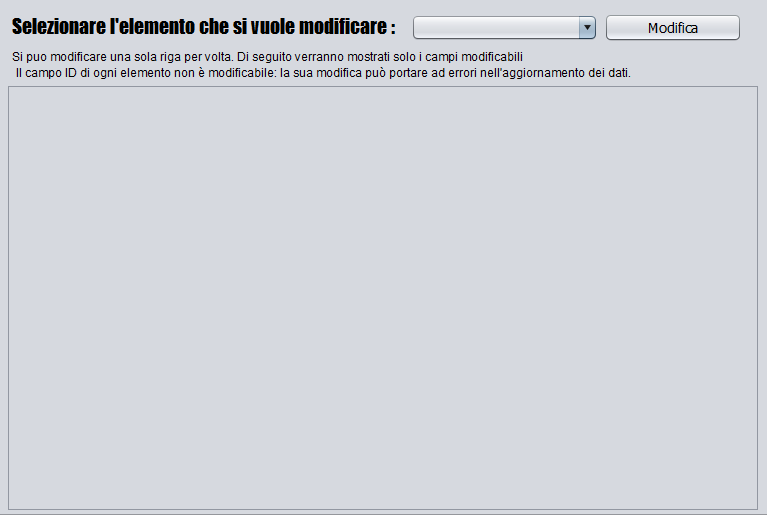 Selezionare l'elemento che si vuole modificare :
Modifica
Si puo modificare una sola riga per volta. Di seguito verranno mostrati solo i campi modificabili
Il campo ID di ogni elemento non è modificabile: la sua modifica può portare ad errori nell'aggiornamento dei dati.